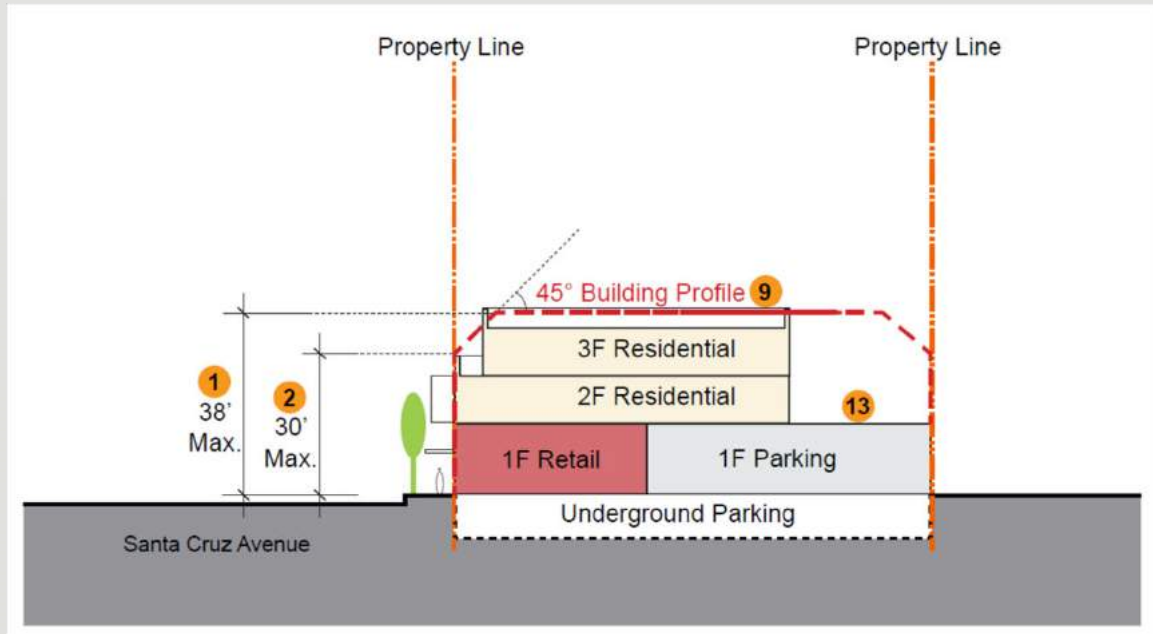 Property Line
Property Line
45° Building Profile 9
3F Residential
1
38'
Max.
2
30'
Max.
2F Residential
13
1F Retail
1F Parking
Underground Parking
Santa Cruz Avenue